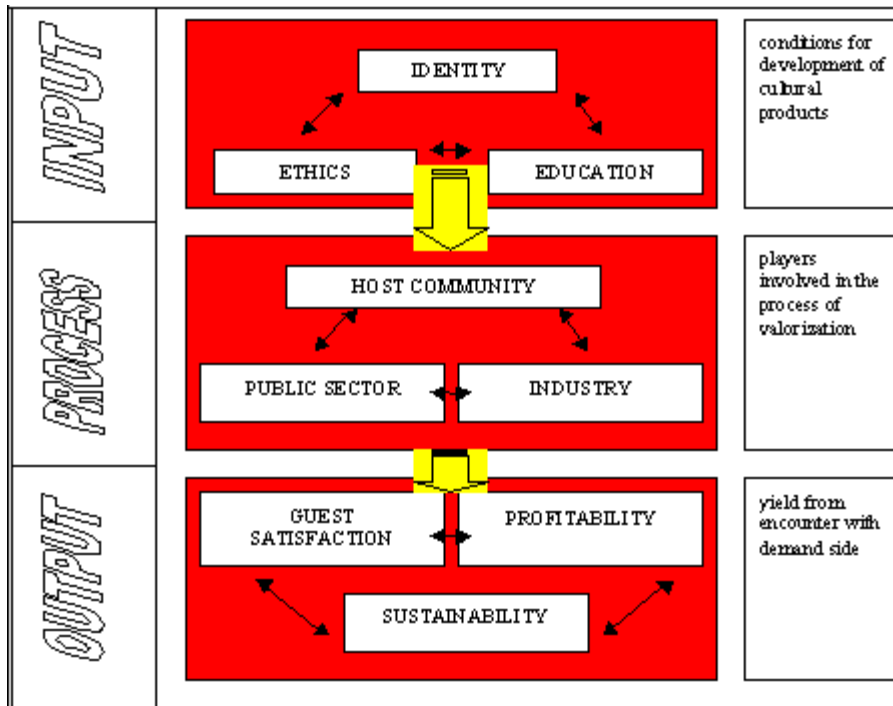 INPUT
IDENTITY
ETHICS
EDUCATION
conditions for
development of
cultural
products
PROCESS
HOST COMMUNITY
PUBLIC SECTOR
INDUSTRY
players
involved in the
process of
valorization
OUTPUT
GUEST
SATISFACTION
PROFITABILITY
SUSTAINABILITY
yield from
encounter with
demand side